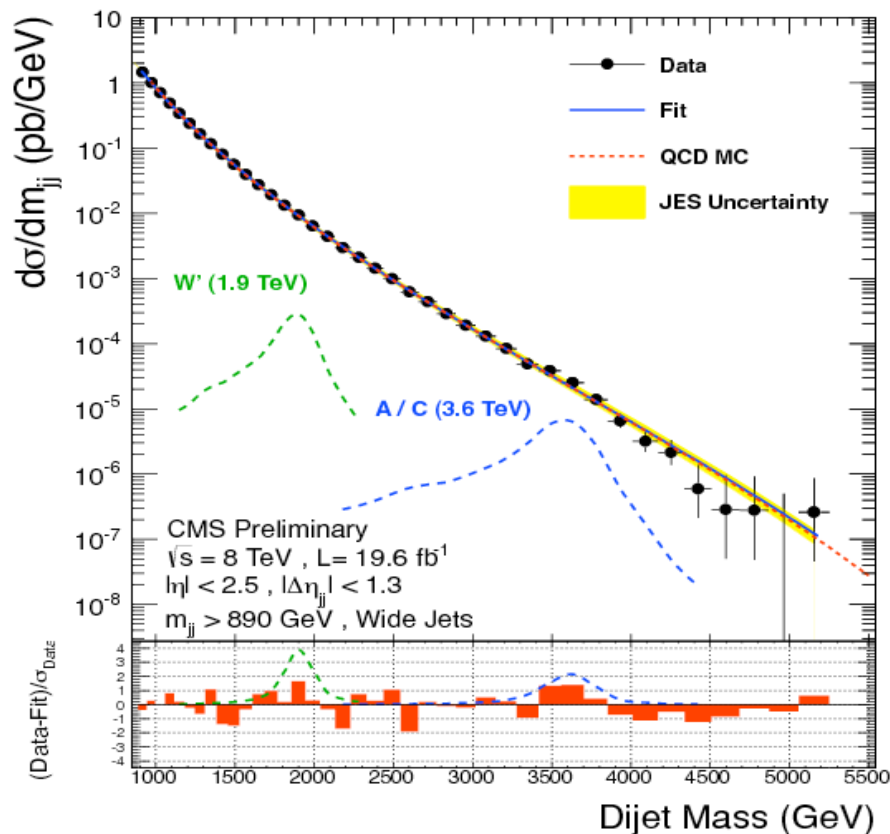 dσ/dm_jj (pb/GeV)
10
1
10^-1
10^-2
10^-3
10^-4
10^-5
10^-6
10^-7
10^-8
Data
Fit
QCD MC
JES Uncertainty
W' (1.9 TeV)
A / C (3.6 TeV)
CMS Preliminary
√s = 8 TeV , L= 19.6 fb^-1
|η| < 2.5 , |Δη_jj| < 1.3
m_jj > 890 GeV , Wide Jets
(Data-Fit)/σ_Data
4
3
2
1
0
-1
-2
-3
-4
1000 1500 2000 2500 3000 3500 4000 4500 5000 5500
Dijet Mass (GeV)